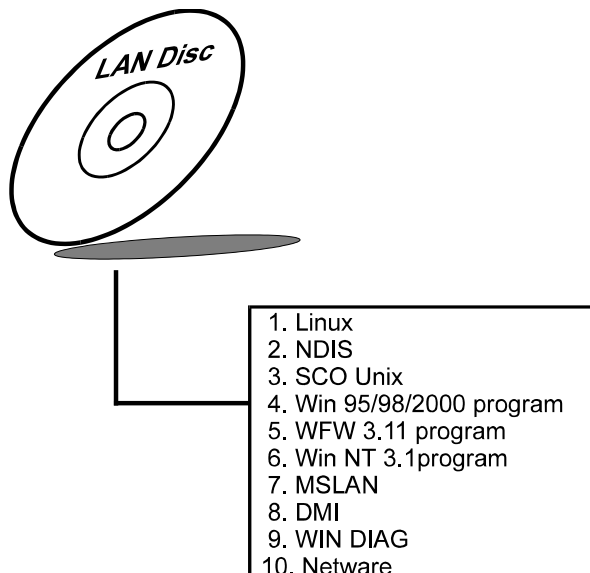 LAN Disc
1. Linux
2. NDIS
3. SCO Unix
4. Win 95/98/2000 program
5. WFW 3.11 program
6. Win NT 3.1program
7. MSLAN
8. DMI
9. WIN DIAG
10. Netware